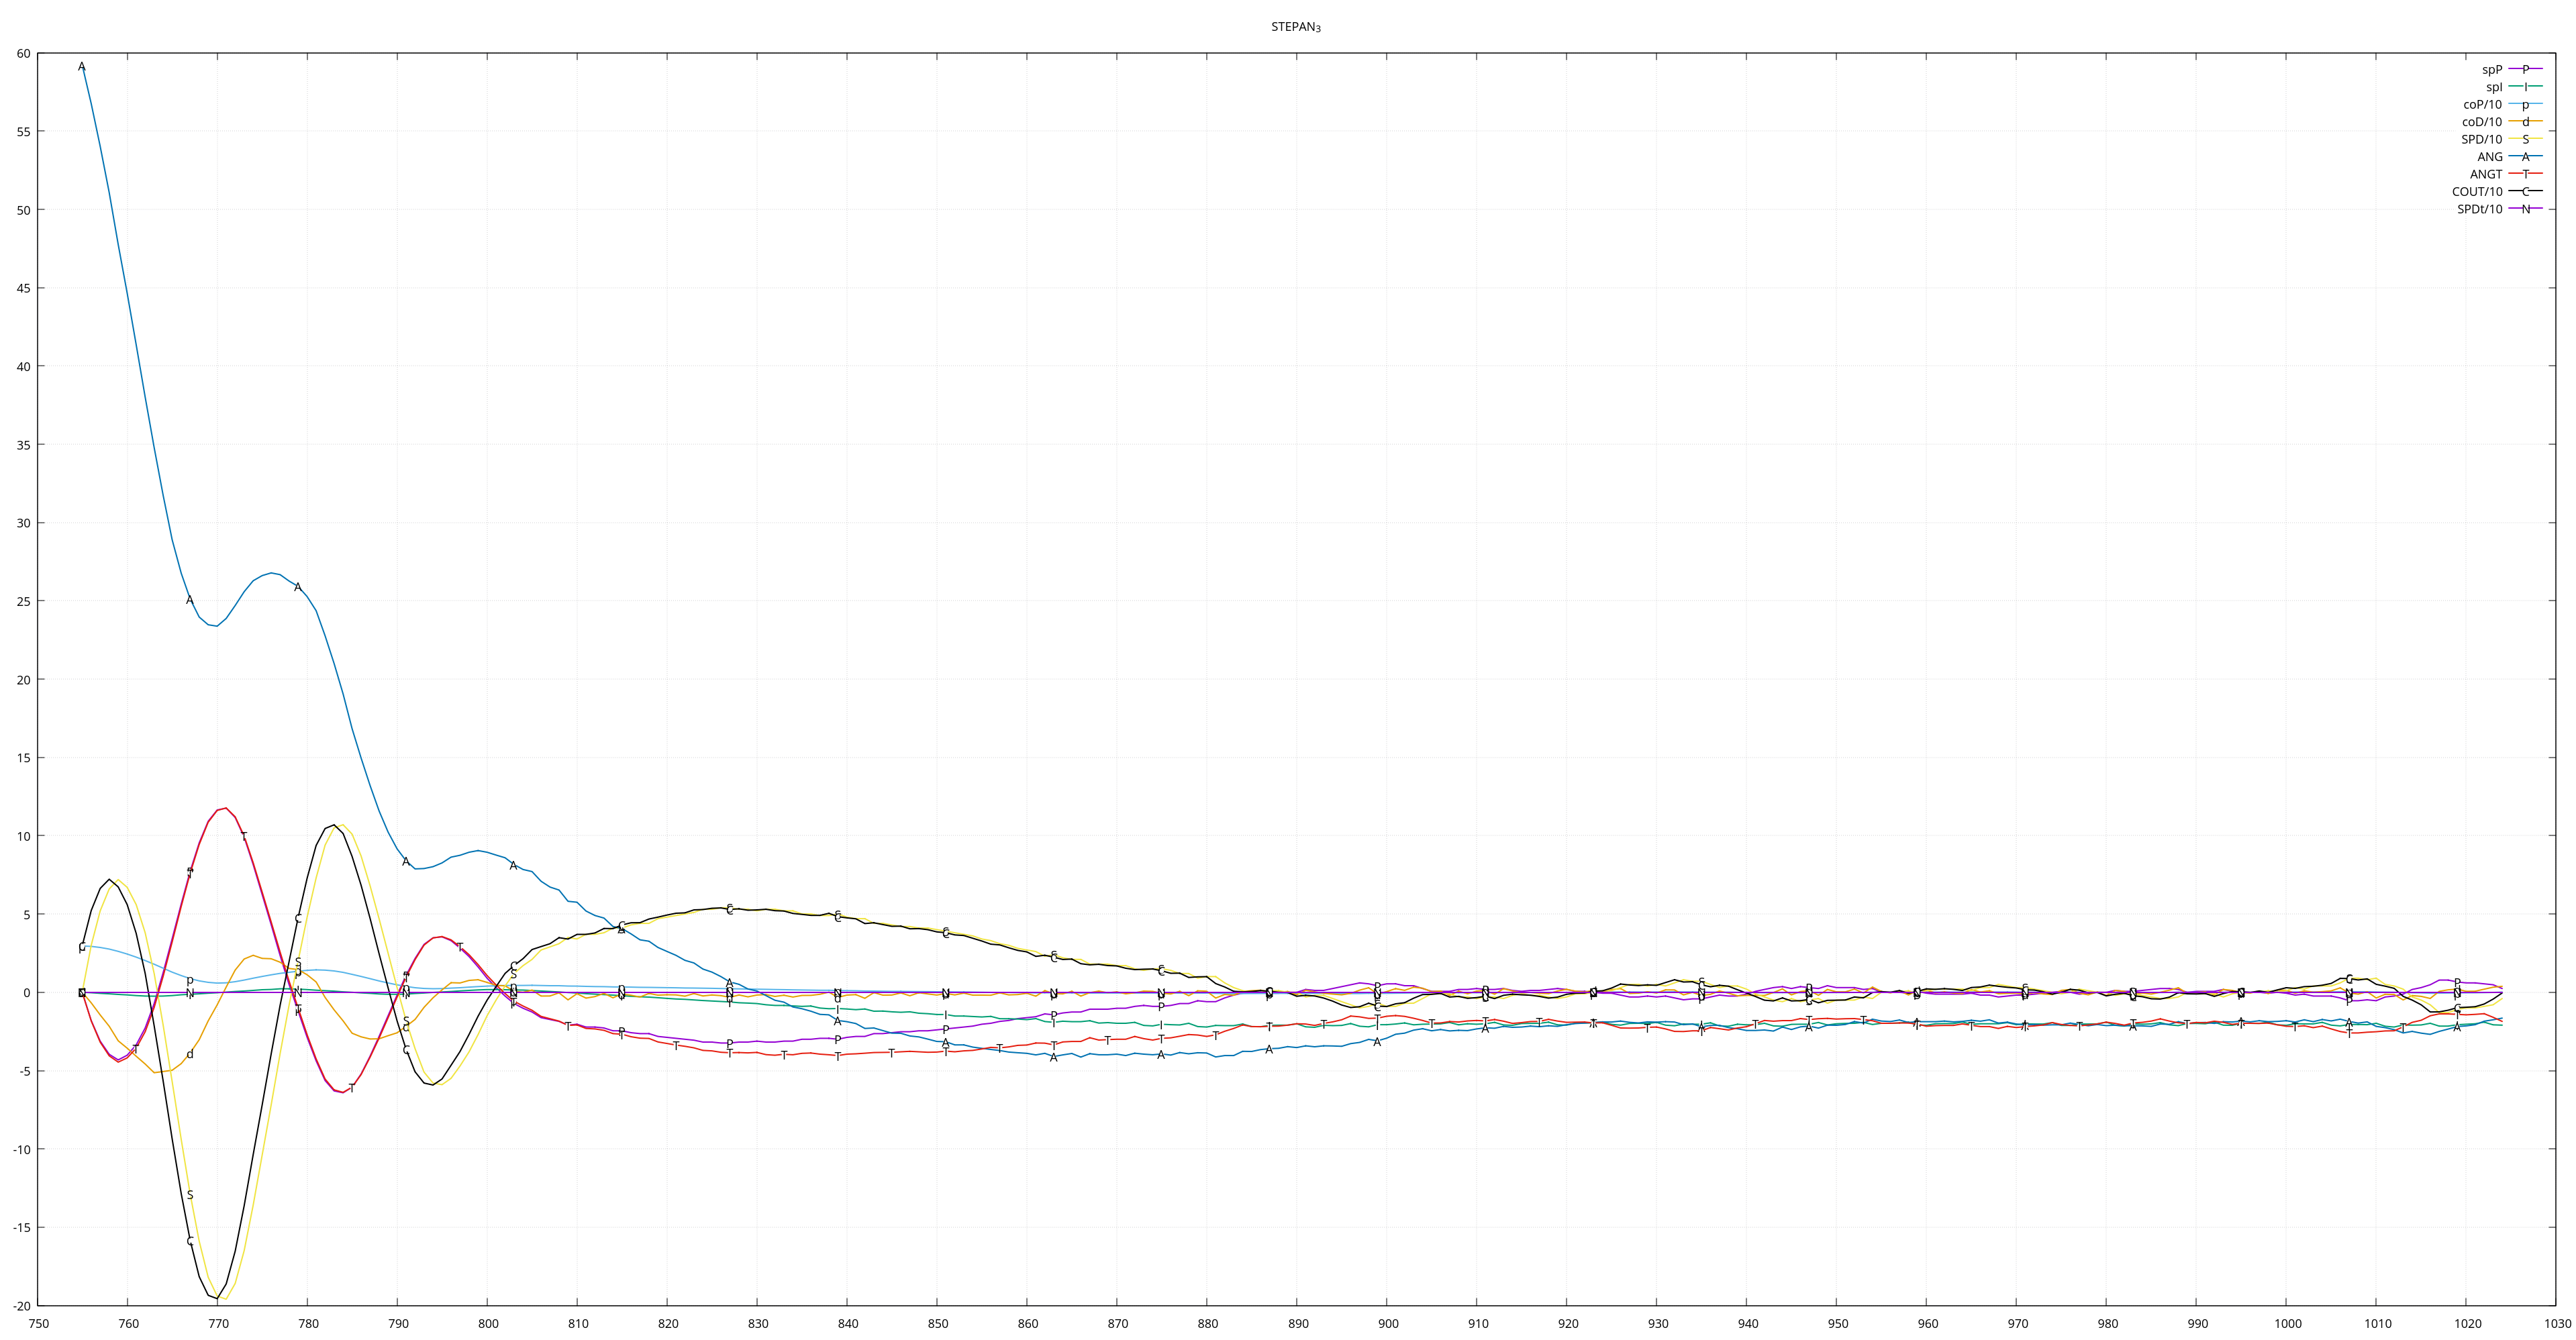 STEPAN₃
60
55
50
45
40
35
30
25
20
15
10
5
0
-5
-10
-15
-20
750 760 770 780 790 800 810 820 830 840 850 860 870 880 890 900 910 920 930 940 950 960 970 980 990 1000 1010 1020 1030
spP P
spI I
coP/10 p
coD/10 d
SPD/10 S
ANG A
ANGT T
COUT/10 C
SPDt/10 N